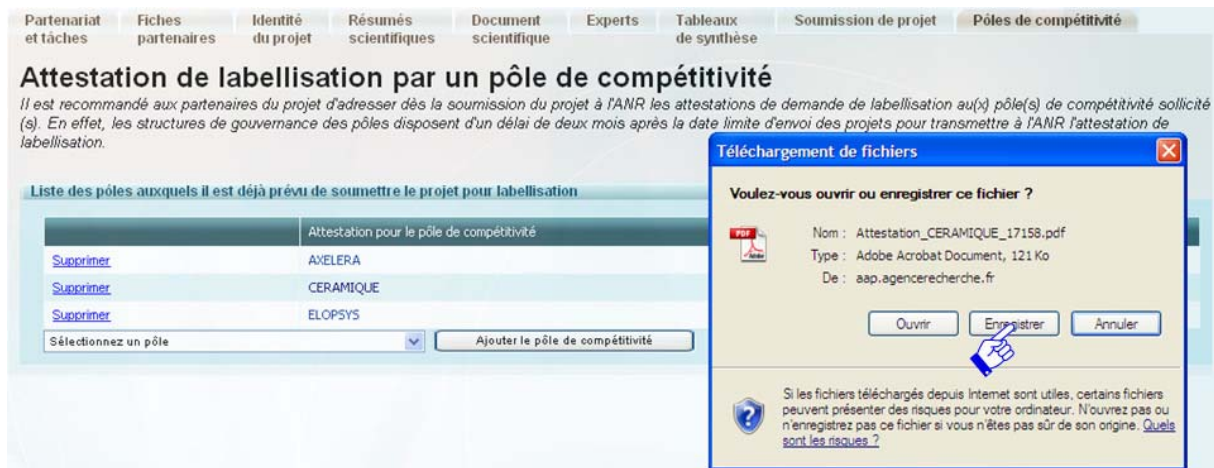 Partenariat et tâches
Fiches partenaires
Identité du projet
Résumés scientifiques
Document scientifique
Experts
Tableaux de synthèse
Soumission de projet
Pôles de compétitivité
Attestation de labellisation par un pôle de compétitivité
Il est recommandé aux partenaires du projet d'adresser dès la soumission du projet à l'ANR les attestations de demande de labellisation au(x) pôle(s) de compétitivité sollicité
(s). En effet, les structures de gouvernance des pôles disposent d'un délai de deux mois après la date limite d'envoi des projets pour transmettre à l'ANR l'attestation de
labellisation.
Liste des pôles auxquels il est déjà prévu de soumettre le projet pour labellisation
Attestation pour le pôle de compétitivité
Supprimer AXELERA
Supprimer CERAMIQUE
Supprimer ELOPSYS
Sélectionnez un pôle
Ajouter le pôle de compétitivité
Téléchargement de fichiers
Voulez-vous ouvrir ou enregistrer ce fichier ?
PDF
Adobe
Nom : Attestation_CERAMIQUE_17158.pdf
Type : Adobe Acrobat Document, 121 Ko
De : aap.agencerecherche.fr
Ouvrir Enregistrer Annuler
Si les fichiers téléchargés depuis Internet sont utiles, certains fichiers
peuvent présenter des risques pour votre ordinateur. N'ouvrez pas ou
n'enregistrez pas ce fichier si vous n'êtes pas sûr de son origine. Quels
sont les risques ?